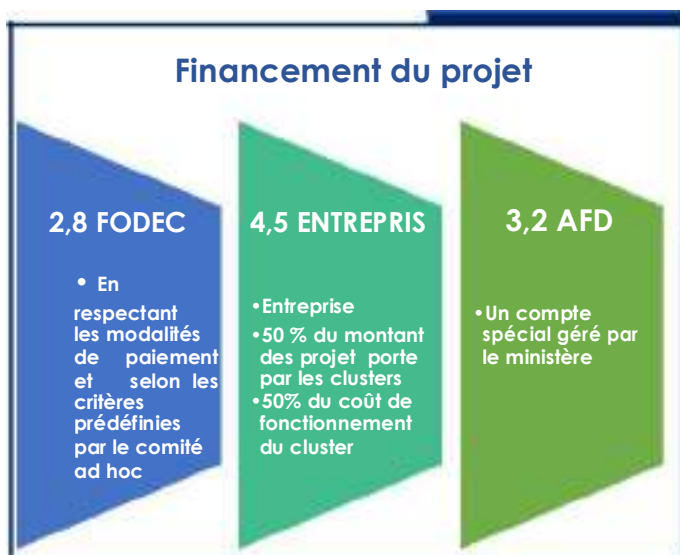 Financement du projet
2,8 FODEC
• En
respectant
les modalités
de paiement
et selon les
critères
prédéfinies
par le comité
ad hoc
4,5 ENTREPRIS
•Entreprise
•50 % du montant
des projet porte
par les clusters
•50% du coût de
fonctionnement
du cluster
3,2 AFD
•Un compte
spécial géré par
le ministère